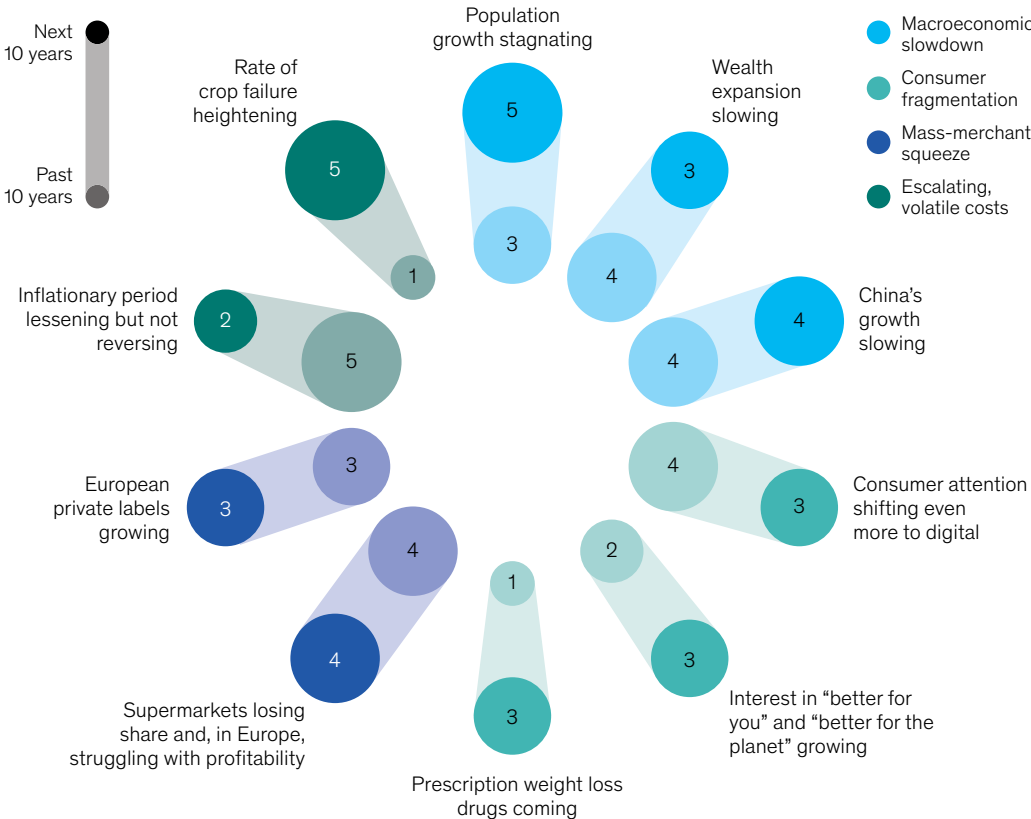 Next
10 years
Past
10 years
Population
growth stagnating
5
3
Wealth
expansion
slowing
3
4
China's
growth
slowing
4
4
Consumer attention
shifting even
more to digital
4
3
Interest in “better for
you” and “better for the
planet” growing
2
3
Prescription weight loss
drugs coming
1
3
Supermarkets losing
share and, in Europe,
struggling with profitability
4
4
European
private labels
growing
3
3
Inflationary period
lessening but not
reversing
2
5
Rate of
crop failure
heightening
5
1
Macroeconomic
slowdown
Consumer
fragmentation
Mass-merchant
squeeze
Escalating,
volatile costs